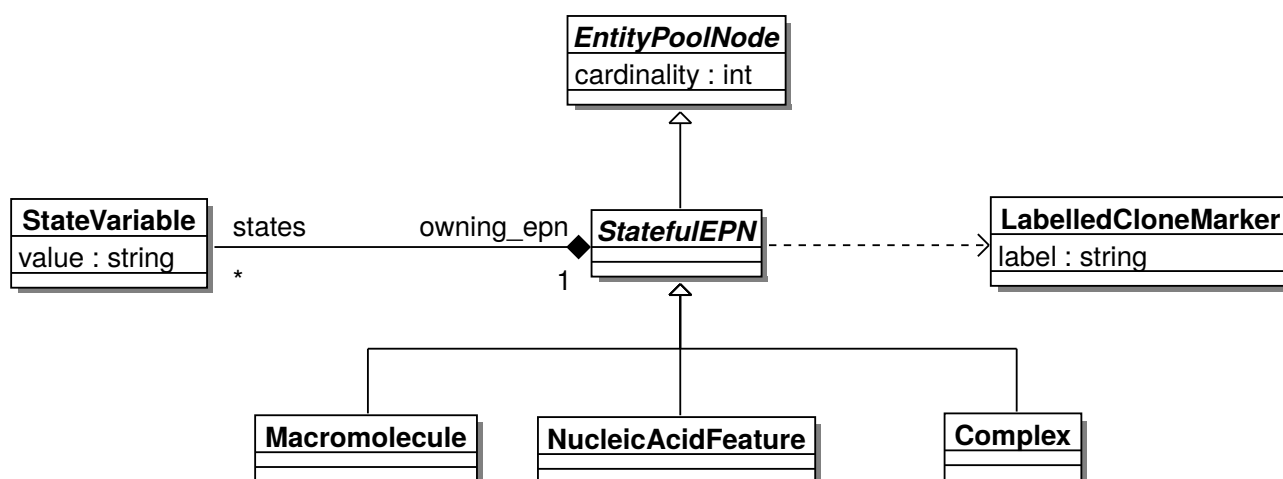 EntityPoolNode
cardinality : int
StateVariable
value : string
states
*
owning_epn
1
StatefulEPN
LabelledCloneMarker
label : string
Macromolecule
NucleicAcidFeature
Complex